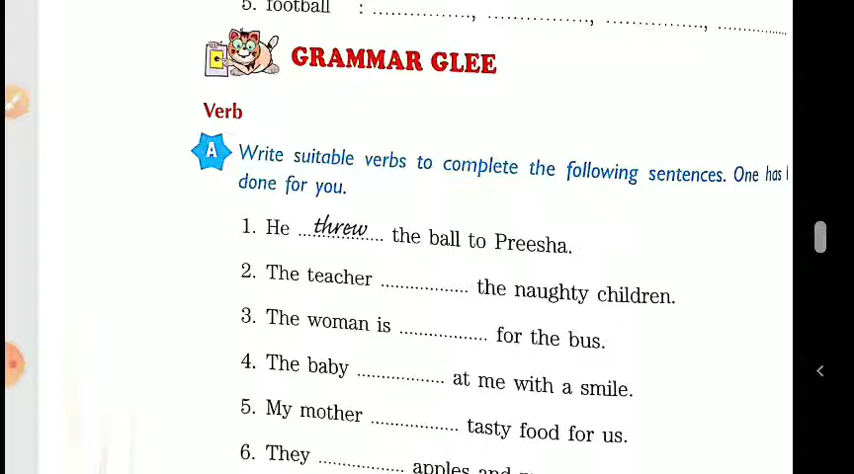 5. football : ................, ................, ................, ................
GRAMMAR GLEE
Verb
A Write suitable verbs to complete the following sentences. One has
done for you.
1. He ...threw... the ball to Preesha.
2. The teacher ................ the naughty children.
3. The woman is ................ for the bus.
4. The baby ................ at me with a smile.
5. My mother ................ tasty food for us.
6. They ................ apples and